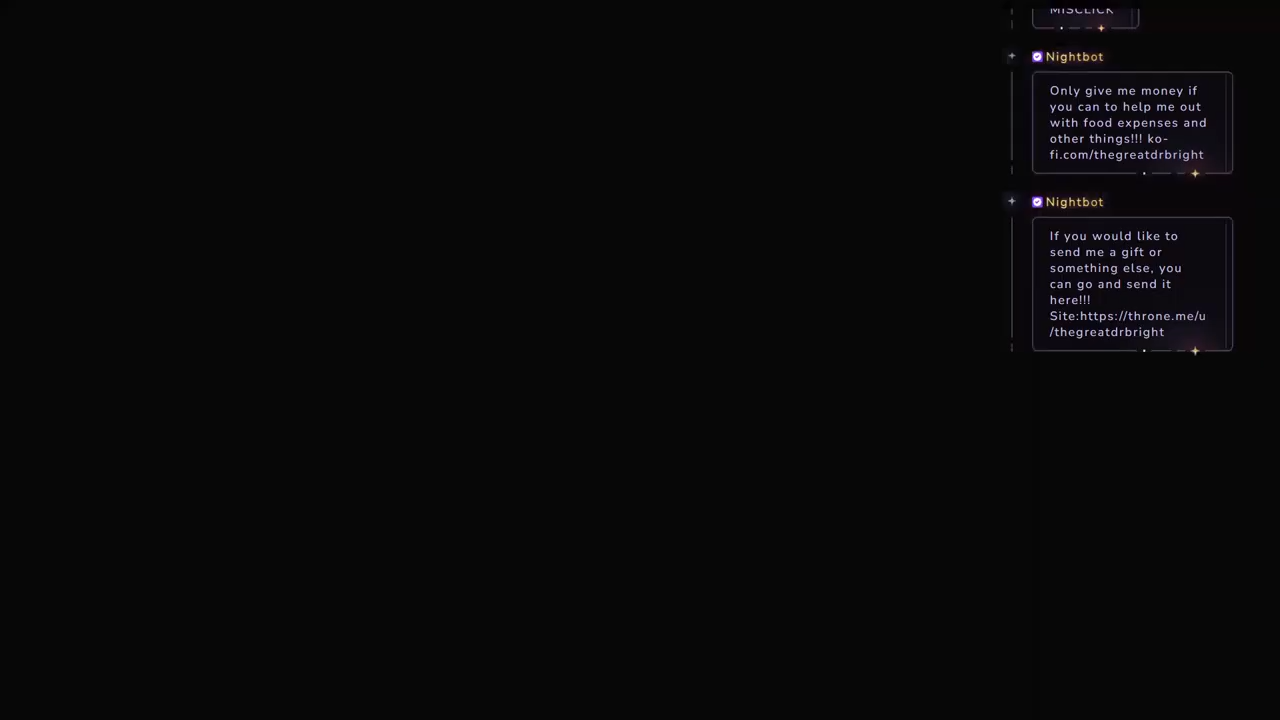 MISCLICK
Nightbot
Only give me money if
you can to help me out
with food expenses and
other things!!! ko-
fi.com/thegreatdrbright
Nightbot
If you would like to
send me a gift or
something else, you
can go and send it
here!!!
Site:https://throne.me/u
/thegreatdrbright